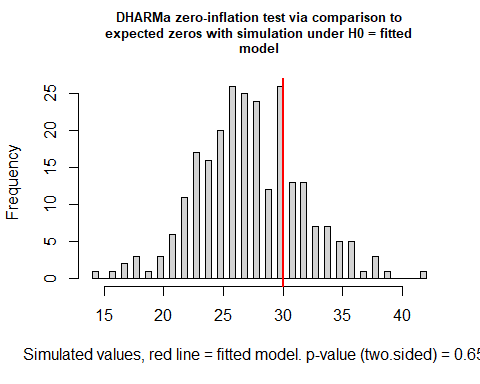 DHARMa zero-inflation test via comparison to
expected zeros with simulation under H0 = fitted
model
Frequency
25
20
15
10
5
0
15 20 25 30 35 40
Simulated values, red line = fitted model. p-value (two.sided) = 0.65